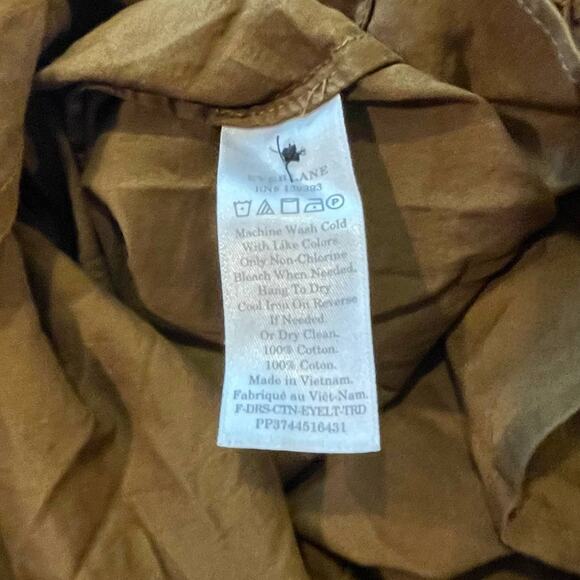 EVERLANE
RN# 139393
P
Machine Wash Cold
With Like Colors.
Only Non-Chlorine
Bleach When Needed.
Hang To Dry
Cool Iron On Reverse
If Needed
Or Dry Clean.
100% Cotton.
100% Coton.
Made in Vietnam.
Fabriqué au Viêt-Nam.
F-DRS-CTN-EYELT-TRD
PP3744516431